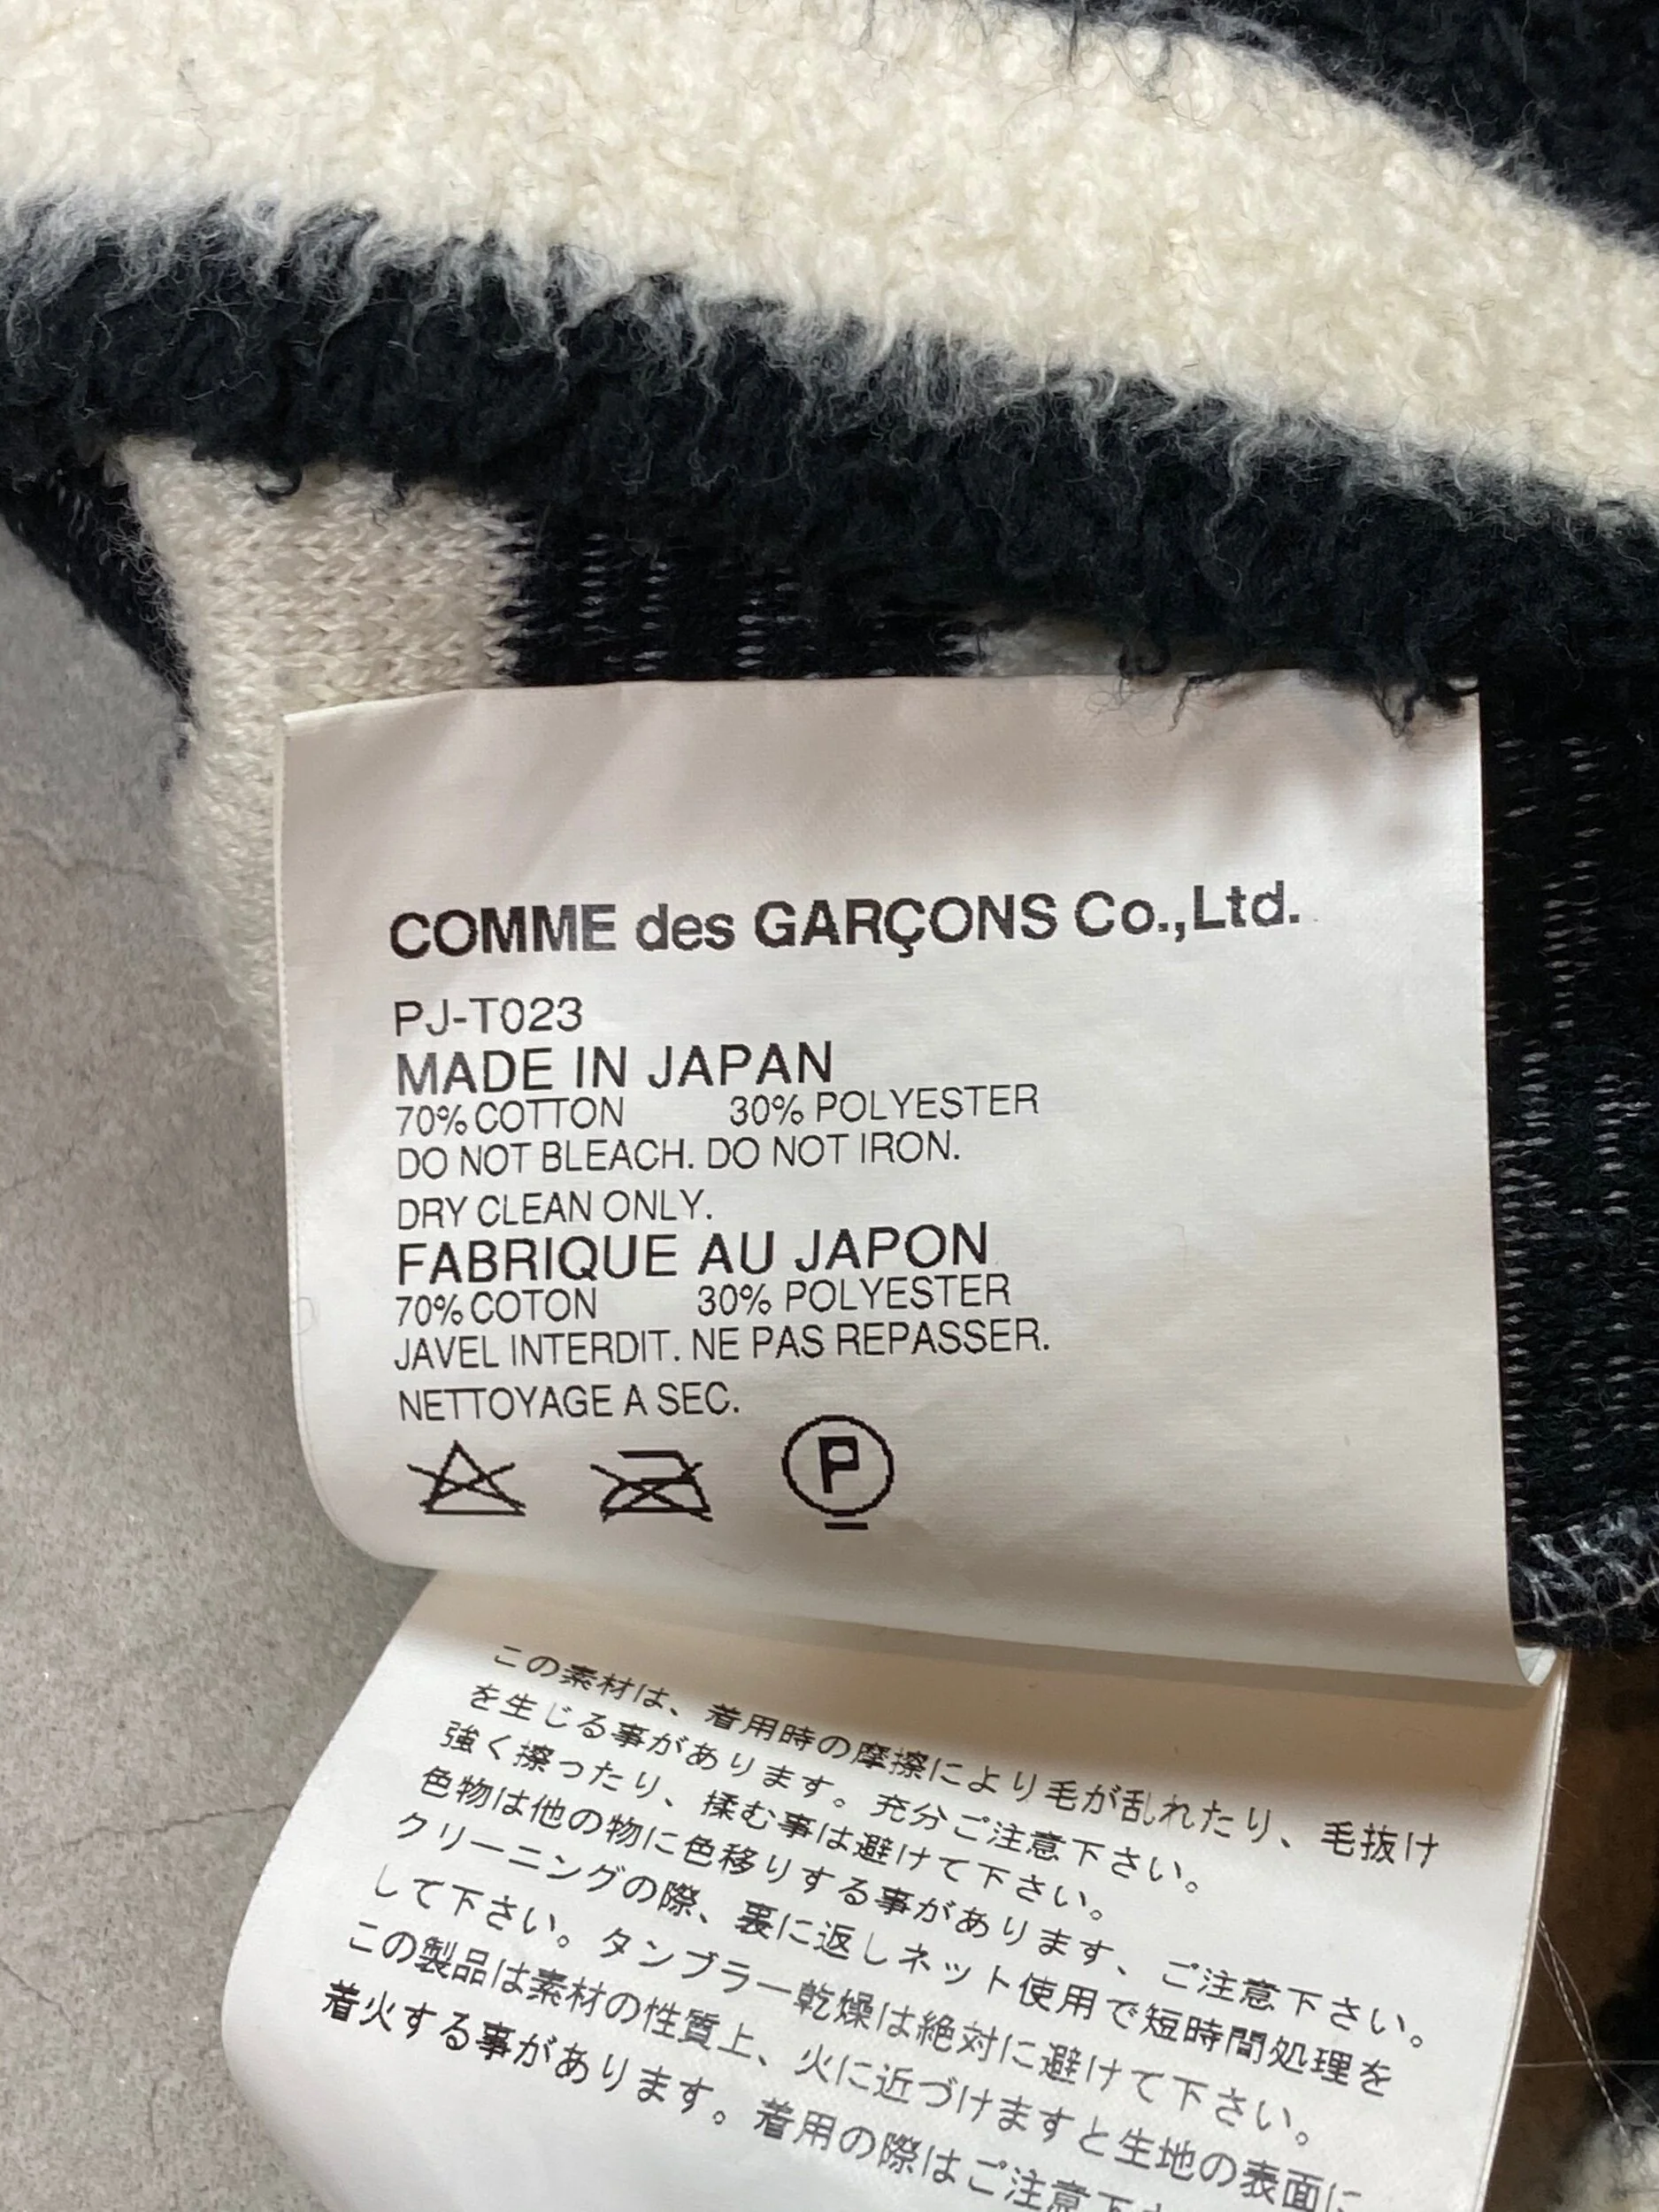 COMME des GARÇONS Co.,Ltd.
PJ-T023
MADE IN JAPAN
70% COTTON 30% POLYESTER
DO NOT BLEACH. DO NOT IRON.
DRY CLEAN ONLY.
FABRIQUE AU JAPON
70% COTON 30% POLYESTER
JAVEL INTERDIT. NE PAS REPASSER.
NETTOYAGE A SEC.
P
この素材は、着用時の摩擦により毛が乱れたり、毛抜け
を生じる事があります。充分ご注意下さい。
強く擦ったり、揉む事は避けて下さい。
色物は他の物に色移りする事があります、ご注意下さい。
クリーニングの際、裏に返しネット使用で短時間処理を
して下さい。タンブラー乾燥は絶対に避けて下さい。
この製品は素材の性質上、火に近づけますと生地の表面に
着火する事があります。着用の際はご注意下